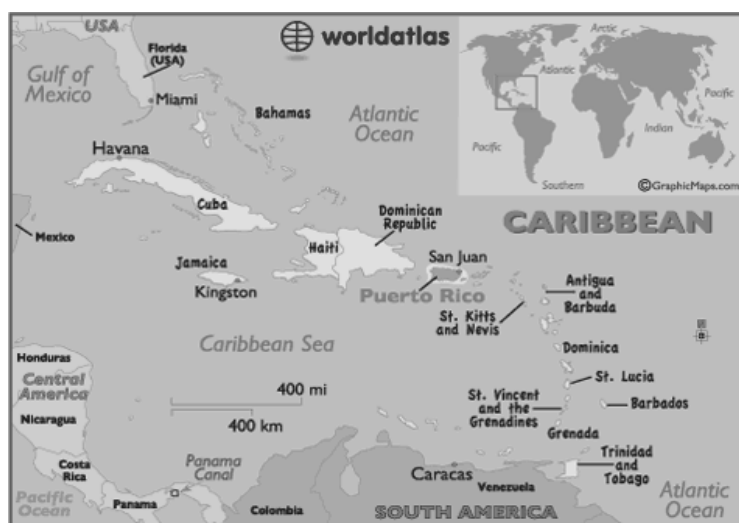 USA
Florida
(USA)
worldatlas
Arctic
Gulf of
Mexico
Miami
Bahamas
Atlantic
Ocean
Atlantic
Pacific
Indian
Pacific
Southern
©GraphicMaps.com
Havana
Cuba
Dominican
Republic
CARIBBEAN
Mexico
Haiti
Jamaica
Kingston
San Juan
Puerto Rico
Antigua
and
Barbuda
St. Kitts
and Nevis
Caribbean Sea
Dominica
Honduras
Central
America
400 mi
400 km
St. Lucia
St. Vincent
and the
Grenadines
Barbados
Nicaragua
Grenada
Costa
Rica
Panama
Canal
Trinidad
and
Tobago
Caracas
Pacific
Ocean
Panama
Colombia
Venezuela
SOUTH AMERICA
Atlantic
Ocean